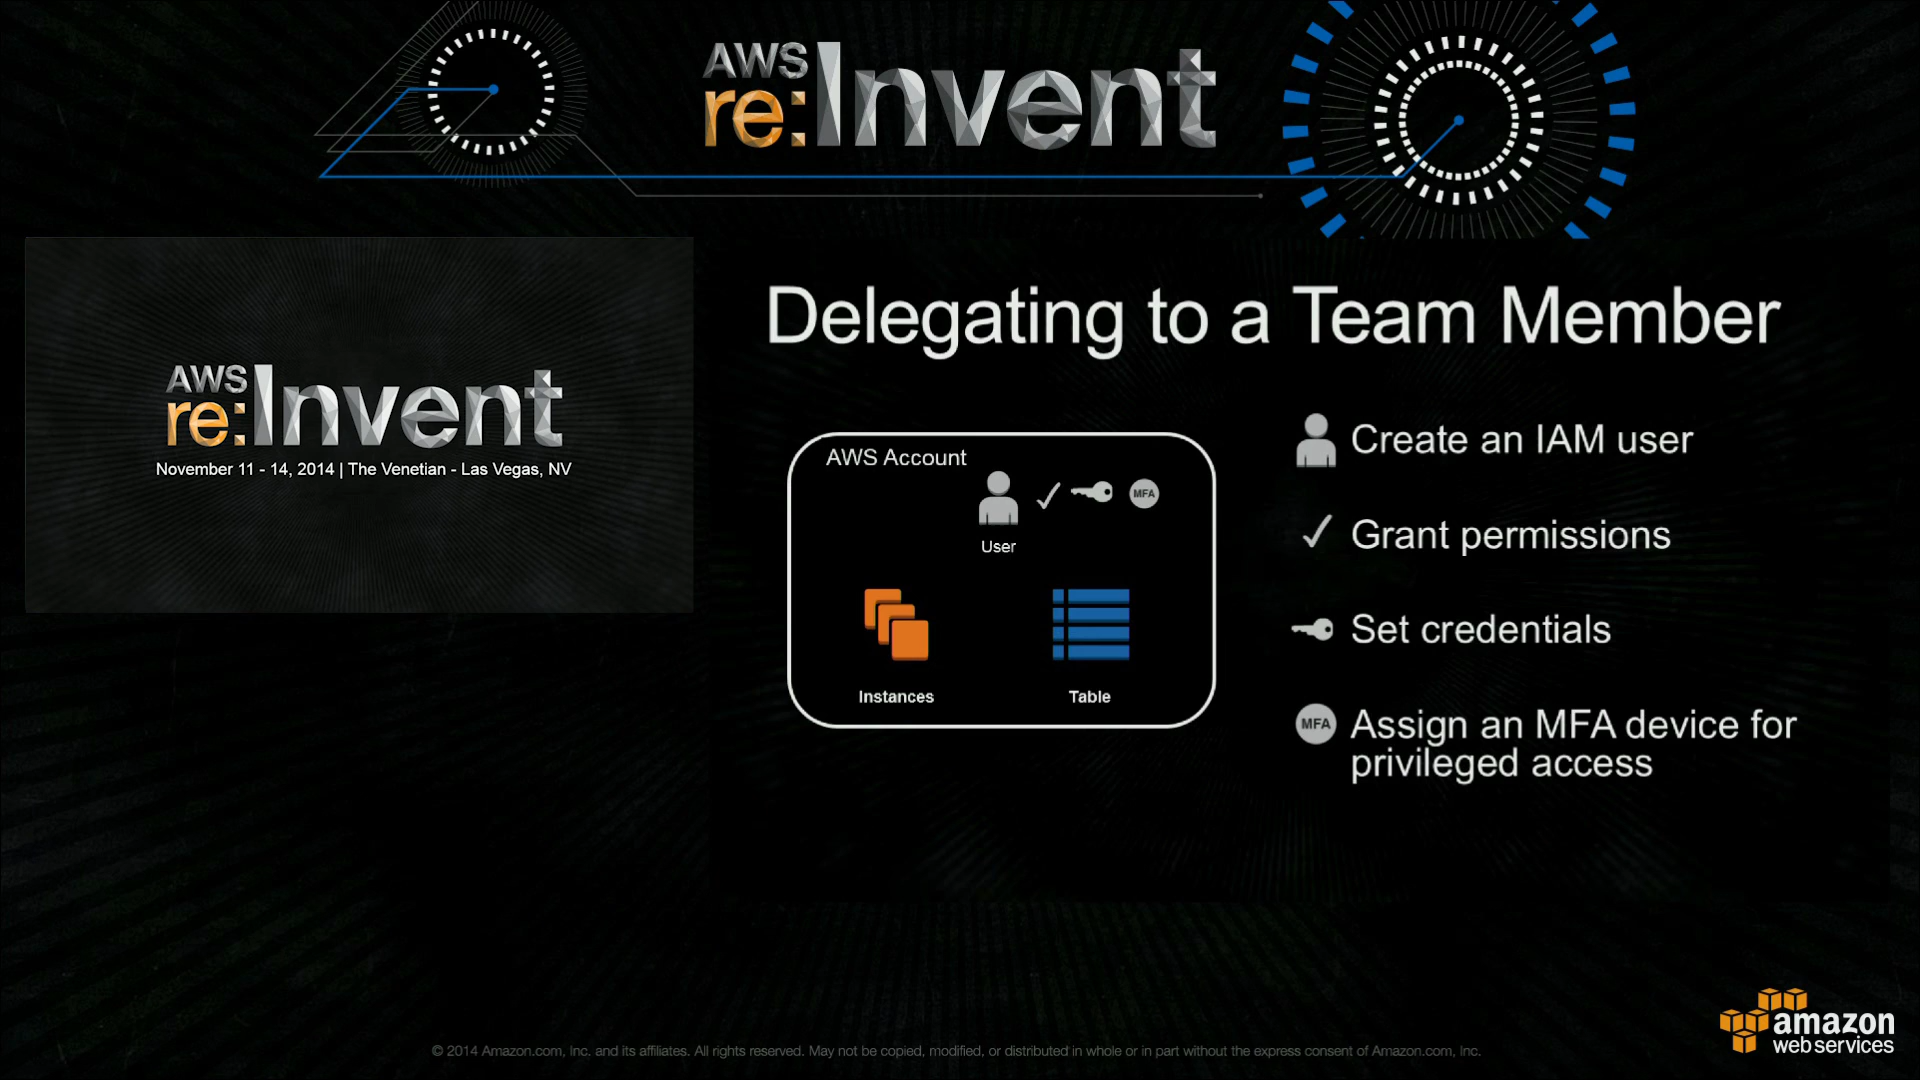 AWS
re:Invent
AWS
re:Invent
November 11 - 14, 2014 | The Venetian - Las Vegas, NV
Delegating to a Team Member
AWS Account
MFA
User
Instances
Table
Create an IAM user
Grant permissions
Set credentials
MFA
Assign an MFA device for
privileged access
amazon
web services
© 2014 Amazon.com, Inc. and its affiliates. All rights reserved. May not be copied, modified, or distributed in whole or in part without the express consent of Amazon.com, Inc.